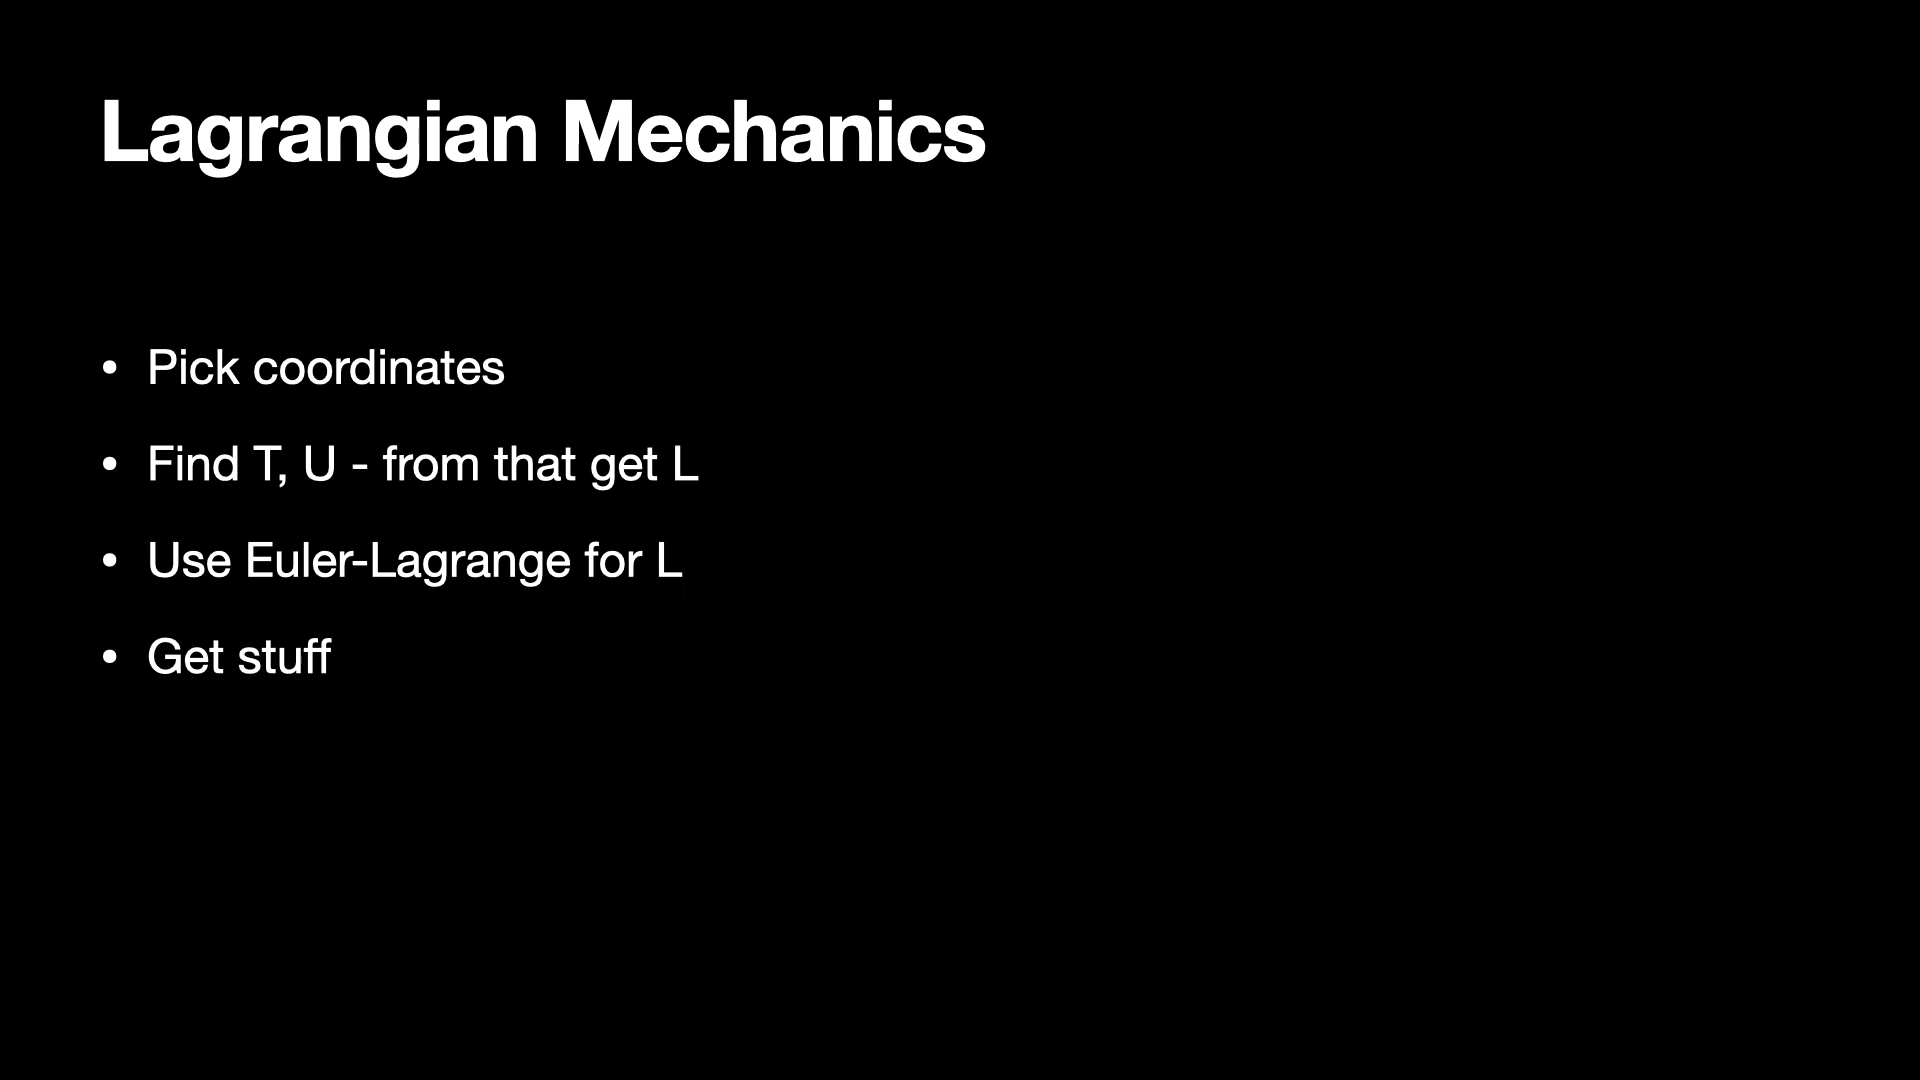 Lagrangian Mechanics
• Pick coordinates
• Find T, U - from that get L
• Use Euler-Lagrange for L
• Get stuff